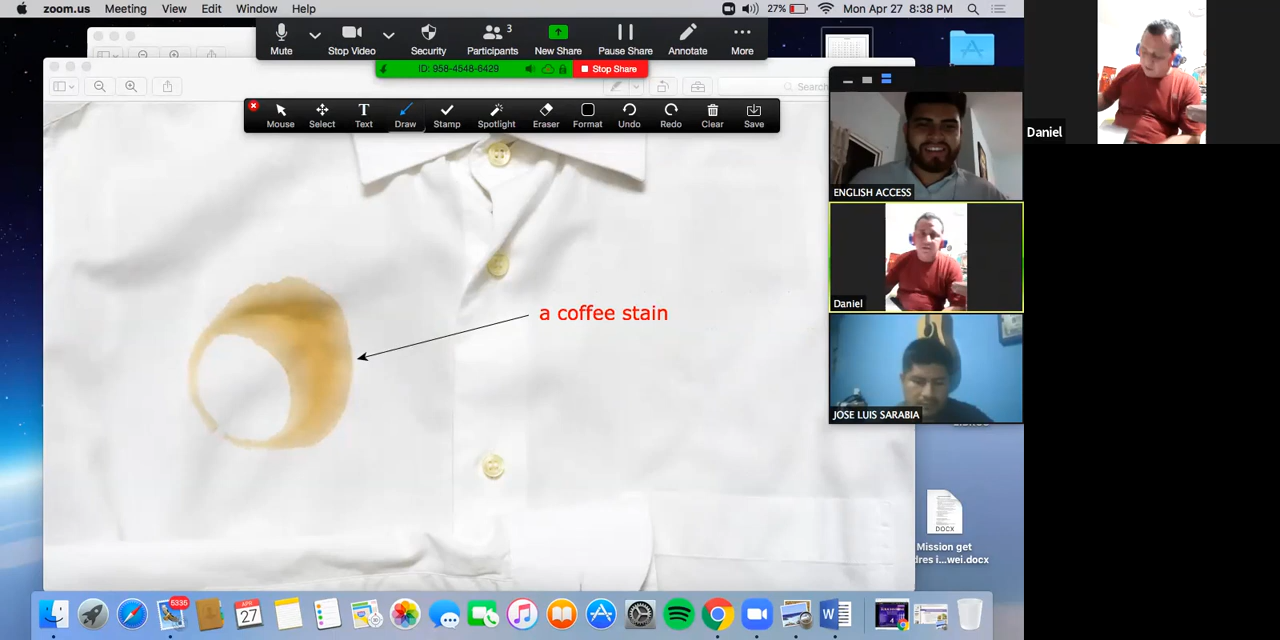 zoom.us Meeting View Edit Window Help
27% Mon Apr 27 8:38 PM
Mute
Stop Video
Security
Participants 3
New Share
Pause Share
Annotate
More
ID: 958-4548-6429 Stop Share
Search
Mouse
Select
Text
Draw
Stamp
Spotlight
Eraser
Format
Undo
Redo
Clear
Save
a coffee stain
ENGLISH ACCESS
Daniel
JOSE LUIS SARABIA
Daniel
DOCX
Mission get
dres i...wei.docx
5335
APR
27